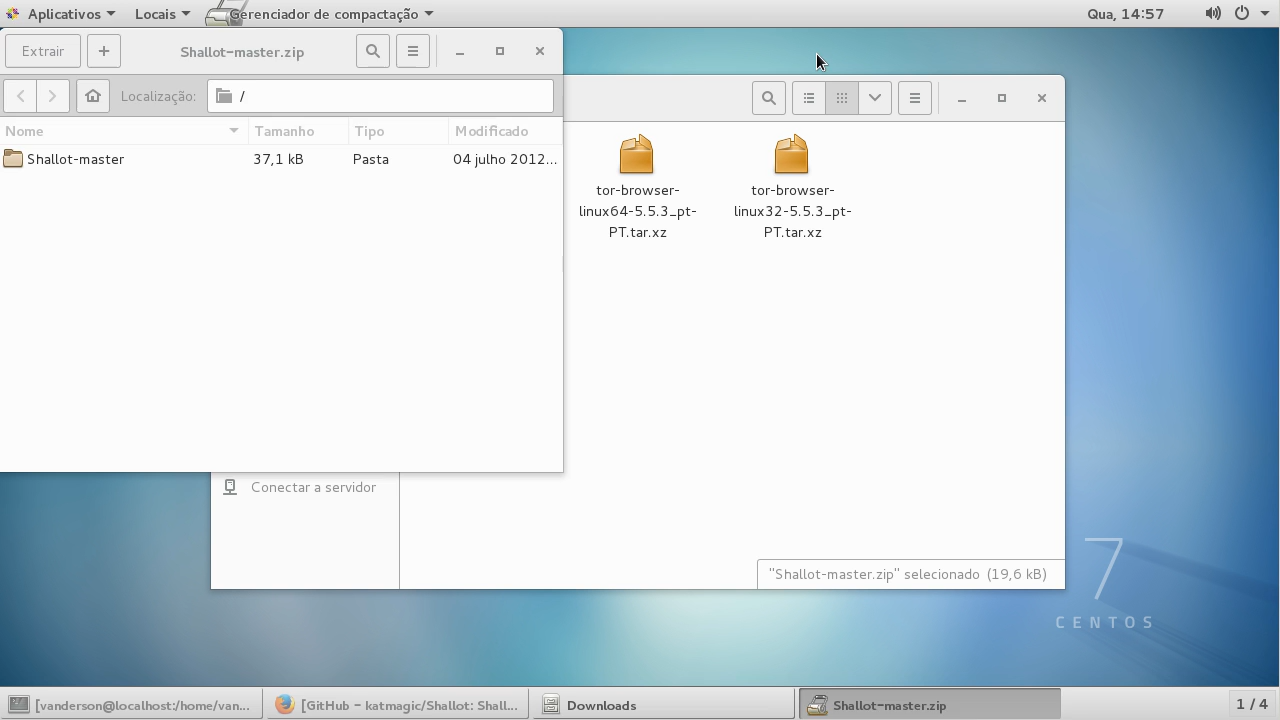 Aplicativos Locais Gerenciador de compactação Qua, 14:57
Extrair + Shallot-master.zip
Localização: /
Nome Tamanho Tipo Modificado
Shallot-master 37,1 kB Pasta 04 julho 2012...
tor-browser-
linux64-5.5.3_pt-
PT.tar.xz
tor-browser-
linux32-5.5.3_pt-
PT.tar.xz
Conectar a servidor
"Shallot-master.zip" selecionado (19,6 kB)
7
CENTOS
[vanderson@localhost:/home/van... [GitHub - katmagic/Shallot: Shall... Downloads Shallot-master.zip 1 / 4